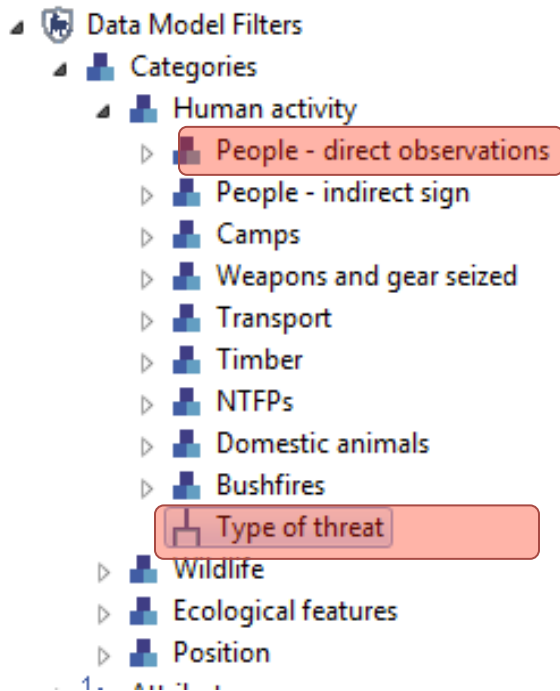 Data Model Filters
Categories
Human activity
People - direct observations
People - indirect sign
Camps
Weapons and gear seized
Transport
Timber
NTFPs
Domestic animals
Bushfires
Type of threat
Wildlife
Ecological features
Position